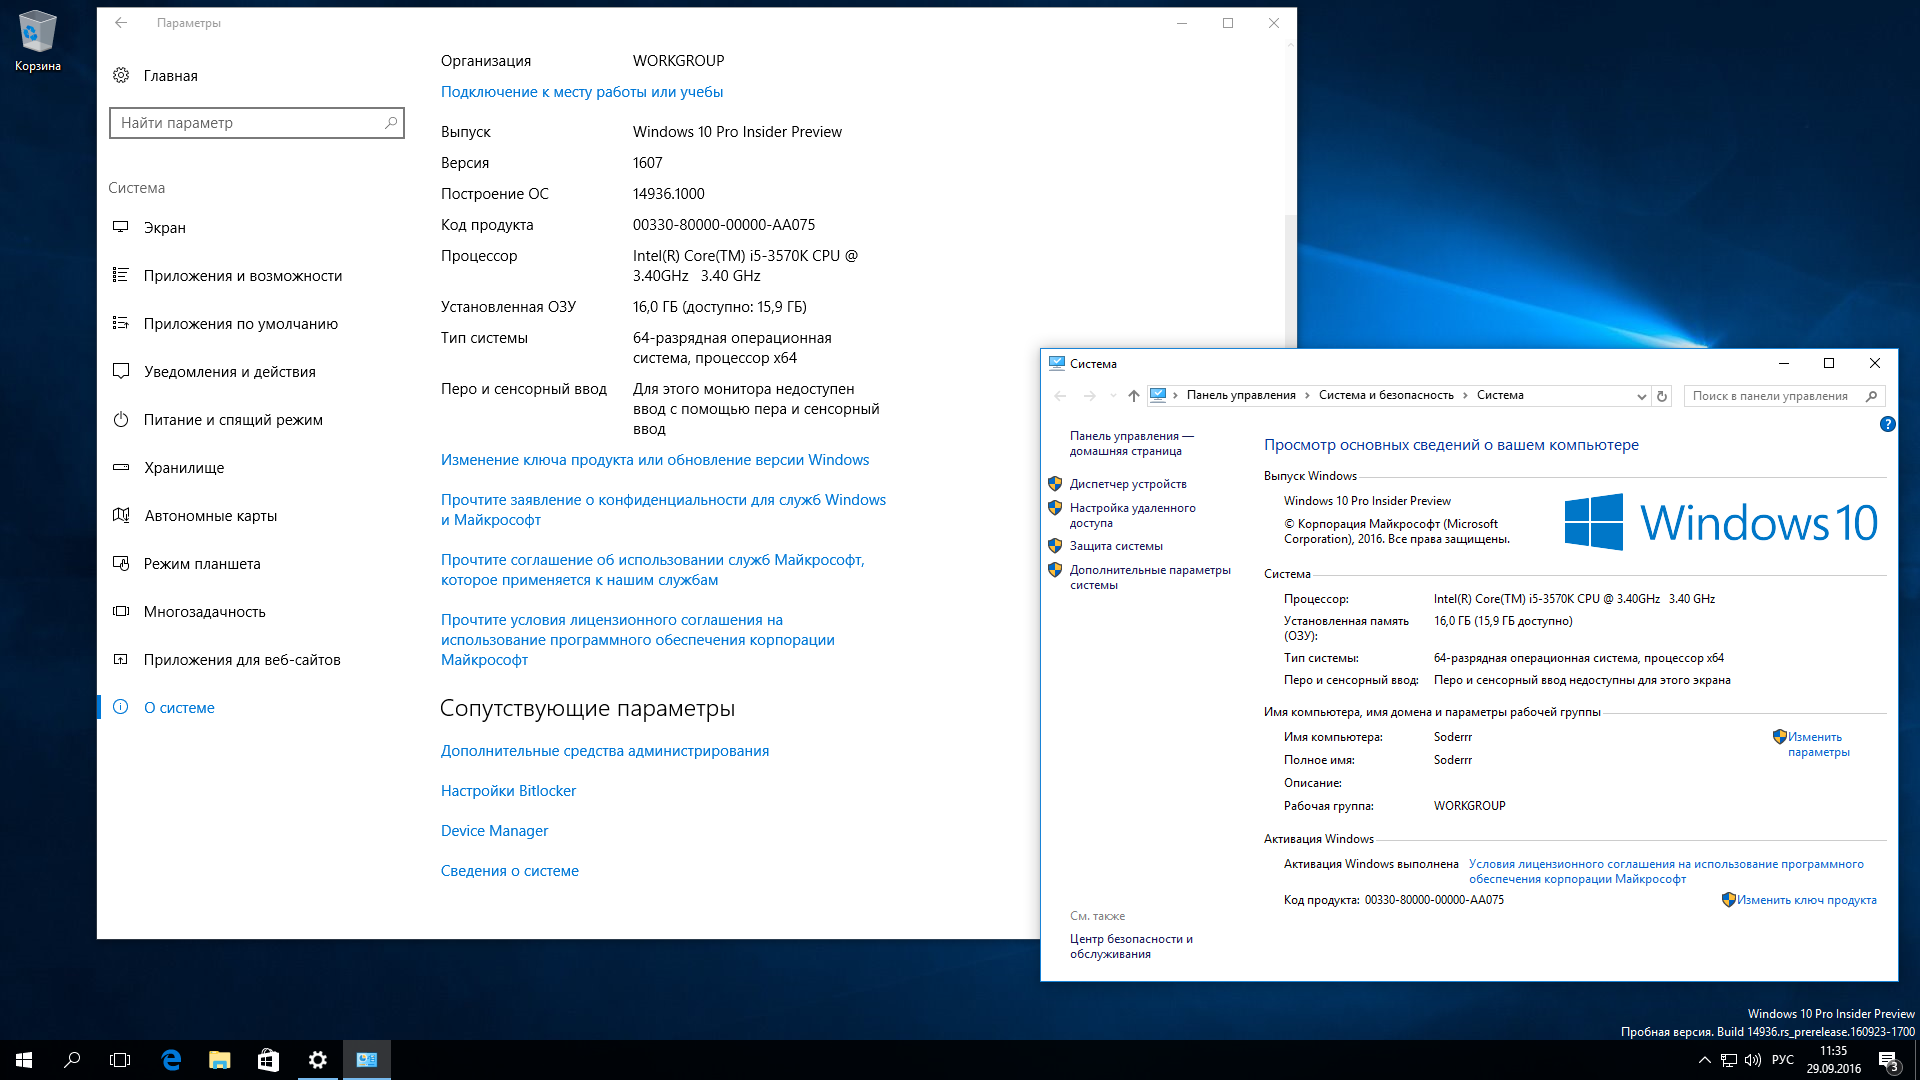 Корзина
Параметры
Главная
Найти параметр
Система
Экран
Приложения и возможности
Приложения по умолчанию
Уведомления и действия
Питание и спящий режим
Хранилище
Автономные карты
Режим планшета
Многозадачность
Приложения для веб-сайтов
О системе
Организация WORKGROUP
Подключение к месту работы или учебы
Выпуск Windows 10 Pro Insider Preview
Версия 1607
Построение ОС 14936.1000
Код продукта 00330-80000-00000-AA075
Процессор Intel(R) Core(TM) i5-3570K CPU @
3.40GHz 3.40 GHz
Установленная ОЗУ 16,0 ГБ (доступно: 15,9 ГБ)
Тип системы 64-разрядная операционная
система, процессор x64
Перо и сенсорный ввод Для этого монитора недоступен
ввод с помощью пера и сенсорный
ввод
Изменение ключа продукта или обновление версии Windows
Прочтите заявление о конфиденциальности для служб Windows
и Майкрософт
Прочтите соглашение об использовании служб Майкрософт,
которое применяется к нашим службам
Прочтите условия лицензионного соглашения на
использование программного обеспечения корпорации
Майкрософт
Сопутствующие параметры
Дополнительные средства администрирования
Настройки Bitlocker
Device Manager
Сведения о системе
Система
Панель управления Система и безопасность Система
Поиск в панели управления
?
Панель управления —
домашняя страница
Диспетчер устройств
Настройка удаленного
доступа
Защита системы
Дополнительные параметры
системы
См. также
Центр безопасности и
обслуживания
Просмотр основных сведений о вашем компьютере
Выпуск Windows
Windows 10 Pro Insider Preview
© Корпорация Майкрософт (Microsoft
Corporation), 2016. Все права защищены.
Windows 10
Система
Процессор: Intel(R) Core(TM) i5-3570K CPU @ 3.40GHz 3.40 GHz
Установленная память
(ОЗУ): 16,0 ГБ (15,9 ГБ доступно)
Тип системы: 64-разрядная операционная система, процессор x64
Перо и сенсорный ввод: Перо и сенсорный ввод недоступны для этого экрана
Имя компьютера, имя домена и параметры рабочей группы
Имя компьютера: Soderrr
Изменить
параметры
Полное имя: Soderrr
Описание:
Рабочая группа: WORKGROUP
Активация Windows
Активация Windows выполнена Условия лицензионного соглашения на использование программного
обеспечения корпорации Майкрософт
Код продукта: 00330-80000-00000-AA075 Изменить ключ продукта
Windows 10 Pro Insider Preview
Пробная версия. Build 14936.rs_prerelease.160923-1700
РУС
11:35
29.09.2016
3